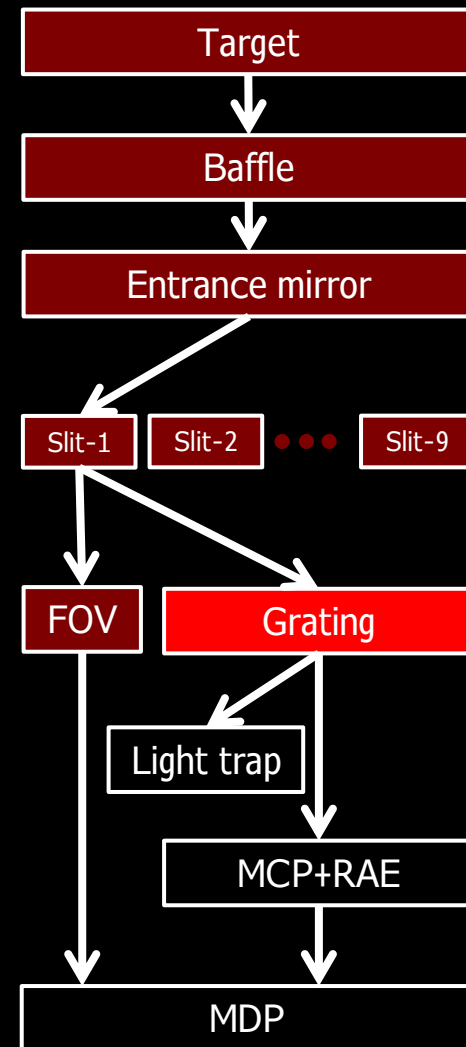 Target
Baffle
Entrance mirror
Slit-1
Slit-2
Slit-9
FOV
Grating
Light trap
MCP+RAE
MDP